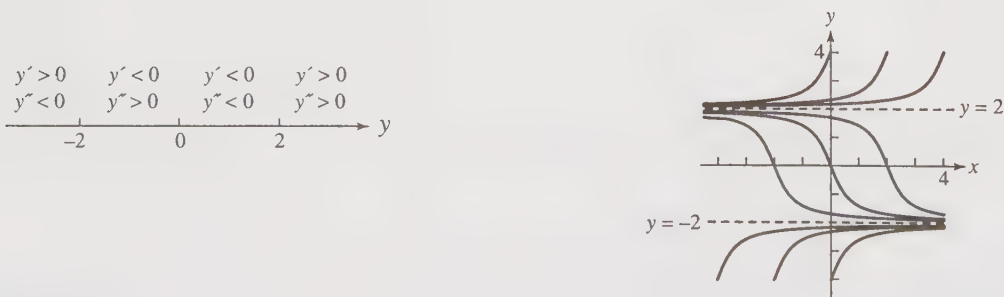 y′ > 0 y′ < 0 y′ < 0 y′ > 0
y″ < 0 y″ > 0 y″ < 0 y″ > 0
y
−2 0 2
y
4
y = 2
4 x
y = −2